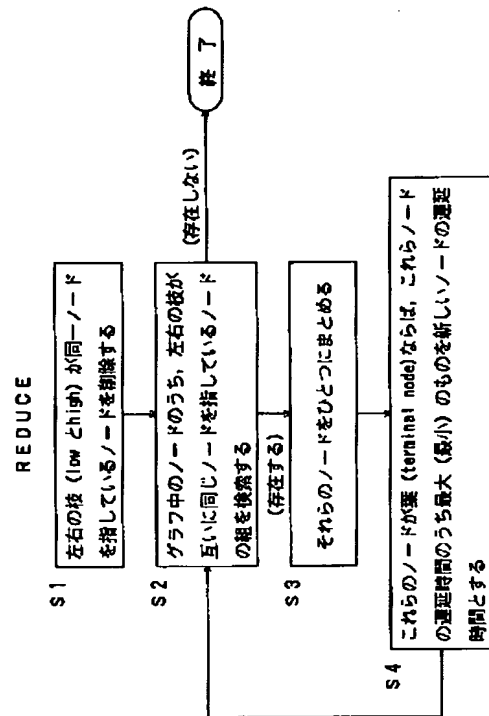 REDUCE
S1
左右の枝 (low とhigh) が同一ノード
を指しているノードを削除する
S2
グラフ中のノードのうち, 左右の枝が
互いに同じノードを指しているノード
の組を検索する
(存在しない)
終了
(存在する)
S3
それらのノードをひとつにまとめる
S4
これらのノードが葉 (terminal node)ならば, これらノード
の遅延時間のうち最大 (最小) のものを新しいノードの遅延
時間とする